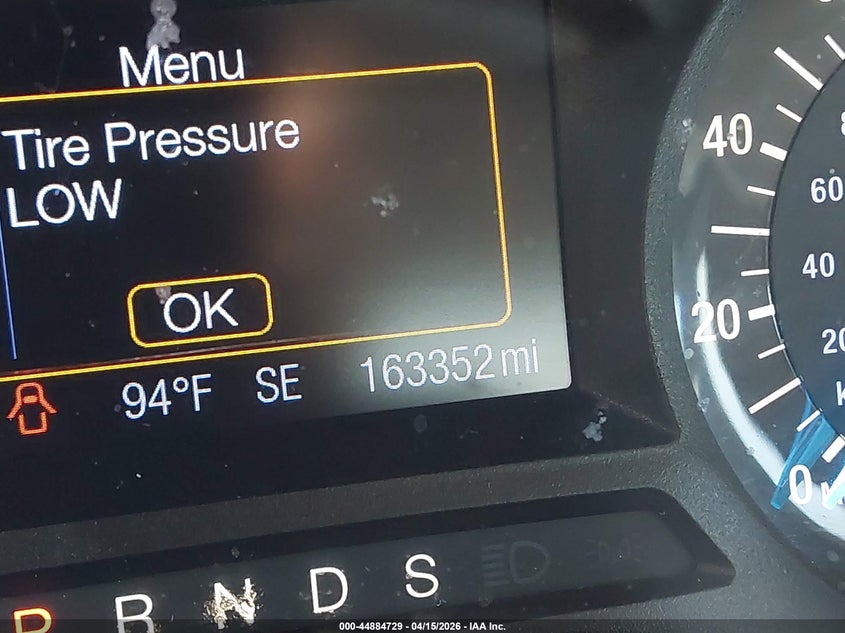 Menu
Tire Pressure
LOW
OK
94°F SE 163352 mi
40
20
0
60
40
P R N D S
000-44884729 - 04/15/2026 - IAA Inc.